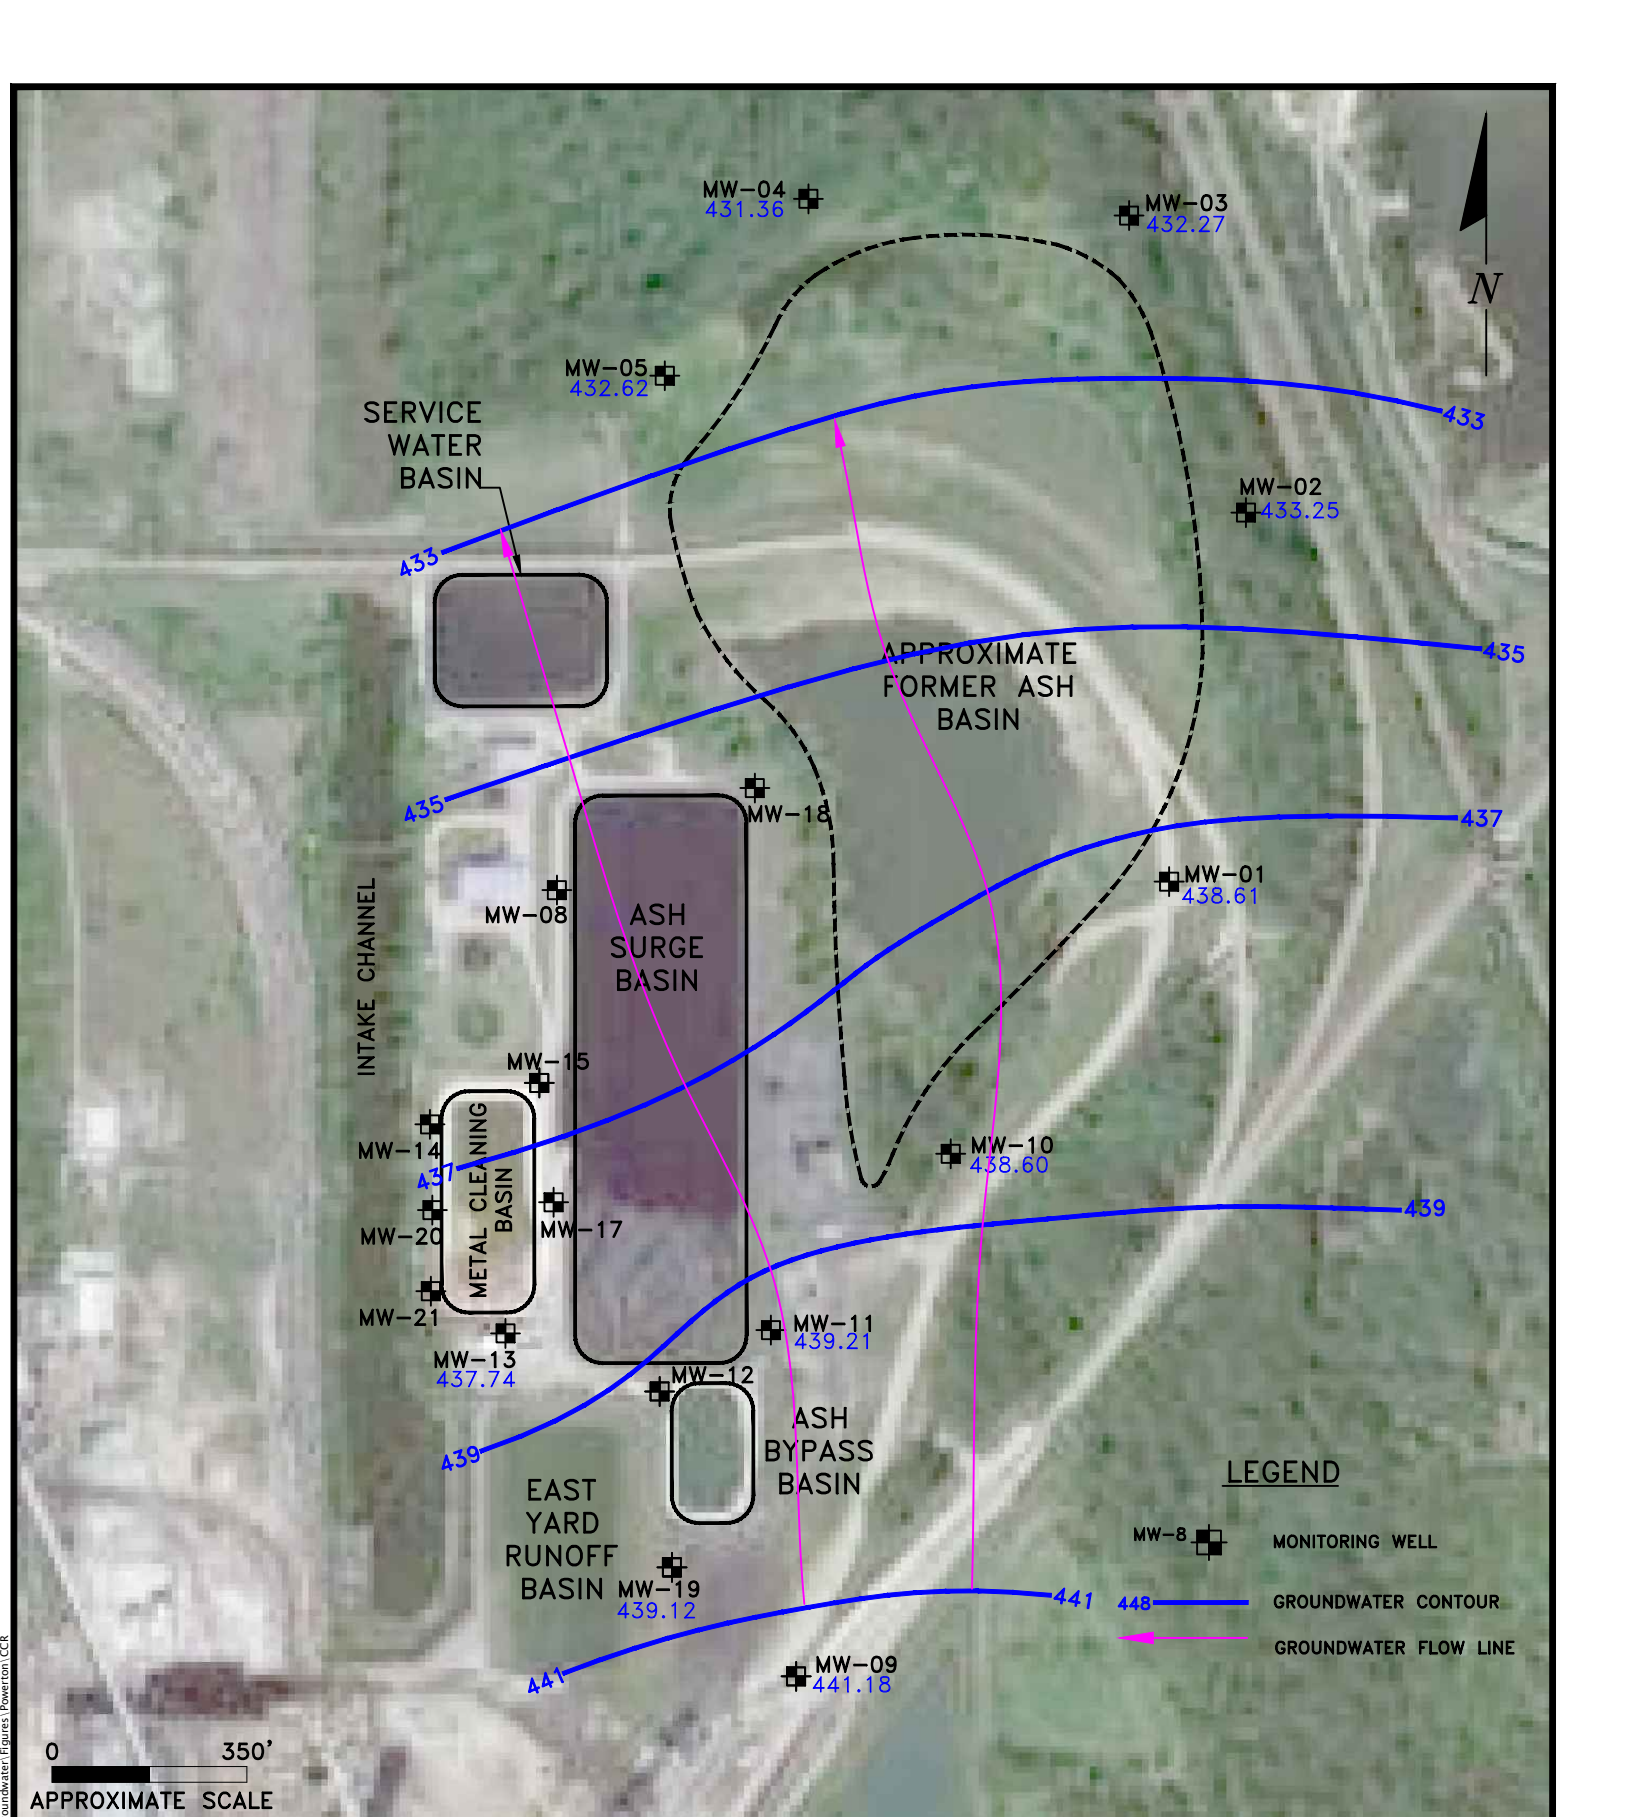 MW-04
431.36
MW-03
432.27
N
MW-05
432.62
SERVICE
WATER
BASIN
433
433
MW-02
433.25
APPROXIMATE
FORMER ASH
BASIN
435
435
MW-18
437
MW-01
438.61
MW-08
ASH
SURGE
BASIN
INTAKE CHANNEL
MW-15
MW-14
437
METAL CLEANING
BASIN
MW-10
438.60
MW-20
MW-17
439
MW-21
MW-11
439.21
MW-13
437.74
MW-12
439
ASH
BYPASS
BASIN
EAST
YARD
RUNOFF
BASIN
MW-19
439.12
441
441
MW-09
441.18
LEGEND
MW-8
MONITORING WELL
448
GROUNDWATER CONTOUR
GROUNDWATER FLOW LINE
0 350'
APPROXIMATE SCALE
oundwater\Figures\Powerton\CCR